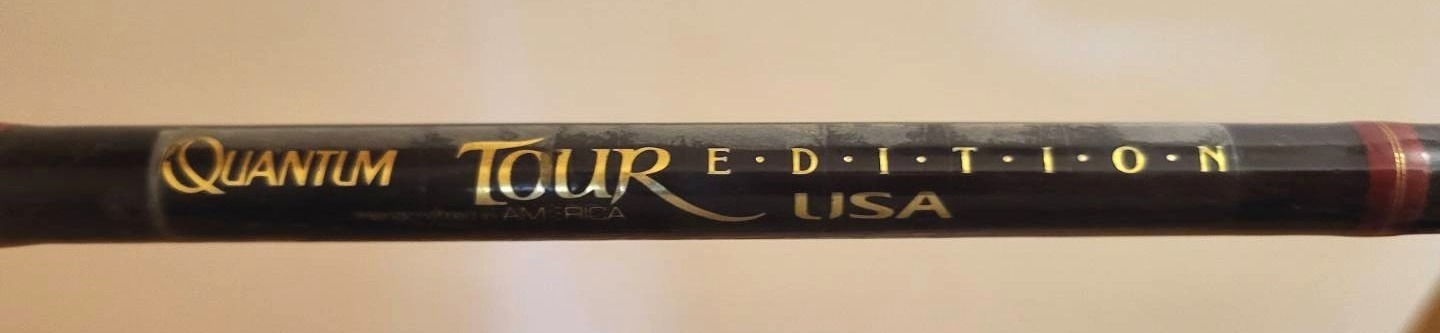 QUANTUM TOUR E·D·I·T·I·O·N
AMERICA USA